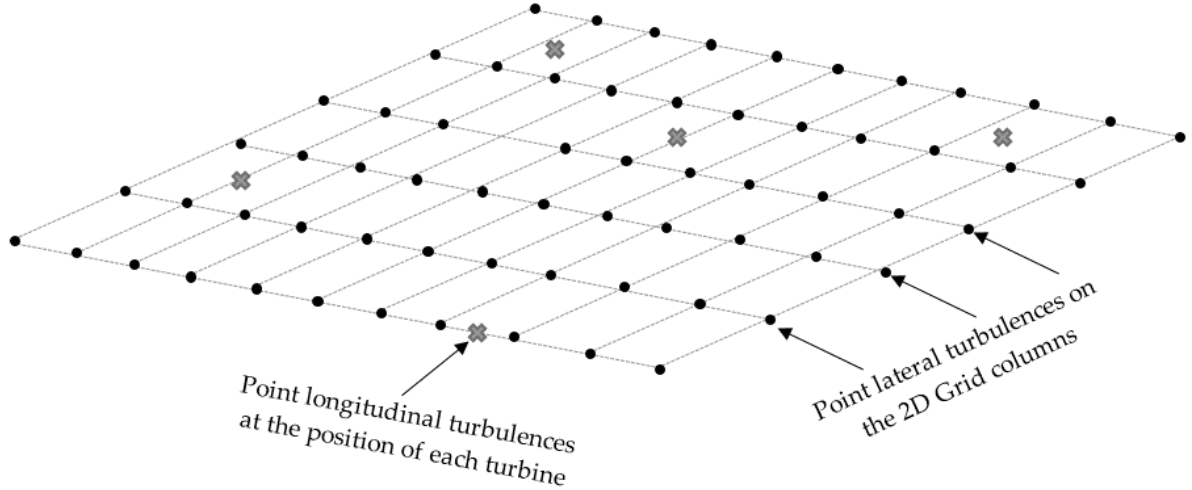 Point longitudinal turbulences
at the position of each turbine
Point lateral turbulences on
the 2D Grid columns